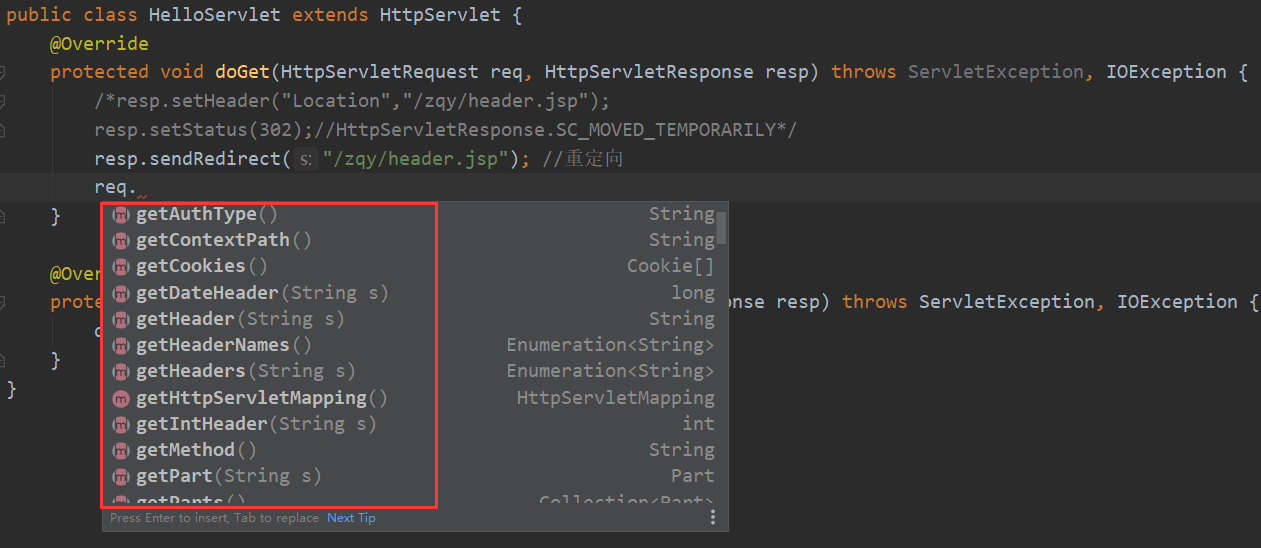 public class HelloServlet extends HttpServlet {
@Override
protected void doGet(HttpServletRequest req, HttpServletResponse resp) throws ServletException, IOException {
/*resp.setHeader("Location","/zqy/header.jsp");
resp.setStatus(302);//HttpServletResponse.SC_MOVED_TEMPORARILY*/
resp.sendRedirect( s: "/zqy/header.jsp"); //重定向
req.
getAuthType() String
}
getContextPath() String
getCookies() Cookie[]
@Over
getDateHeader(String s) long
prote nse resp) throws ServletException, IOException {
getHeader(String s) String
getHeaderNames() Enumeration<String>
}
getHeaders(String s) Enumeration<String>
}
getHttpServletMapping() HttpServletMapping
getIntHeader(String s) int
getMethod() String
getPart(String s) Part
getParts() Collection<Part>
Press Enter to insert, Tab to replace Next Tip